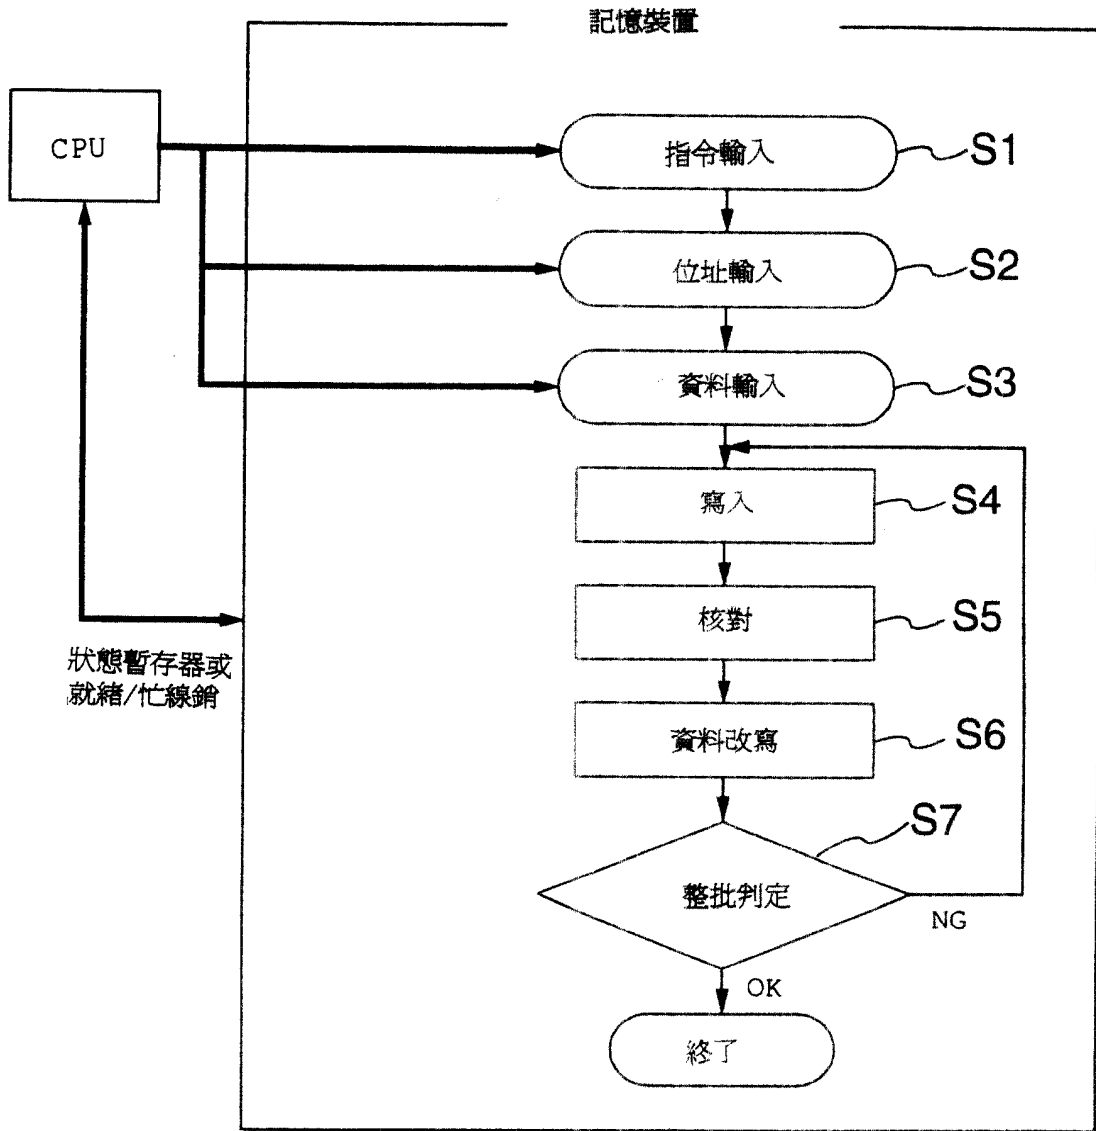 記憶裝置
CPU
指令輸入
S1
位址輸入
S2
資料輸入
S3
寫入
S4
核對
S5
狀態暫存器或
就緒/忙線銷
資料改寫
S6
S7
整批判定
NG
OK
終了